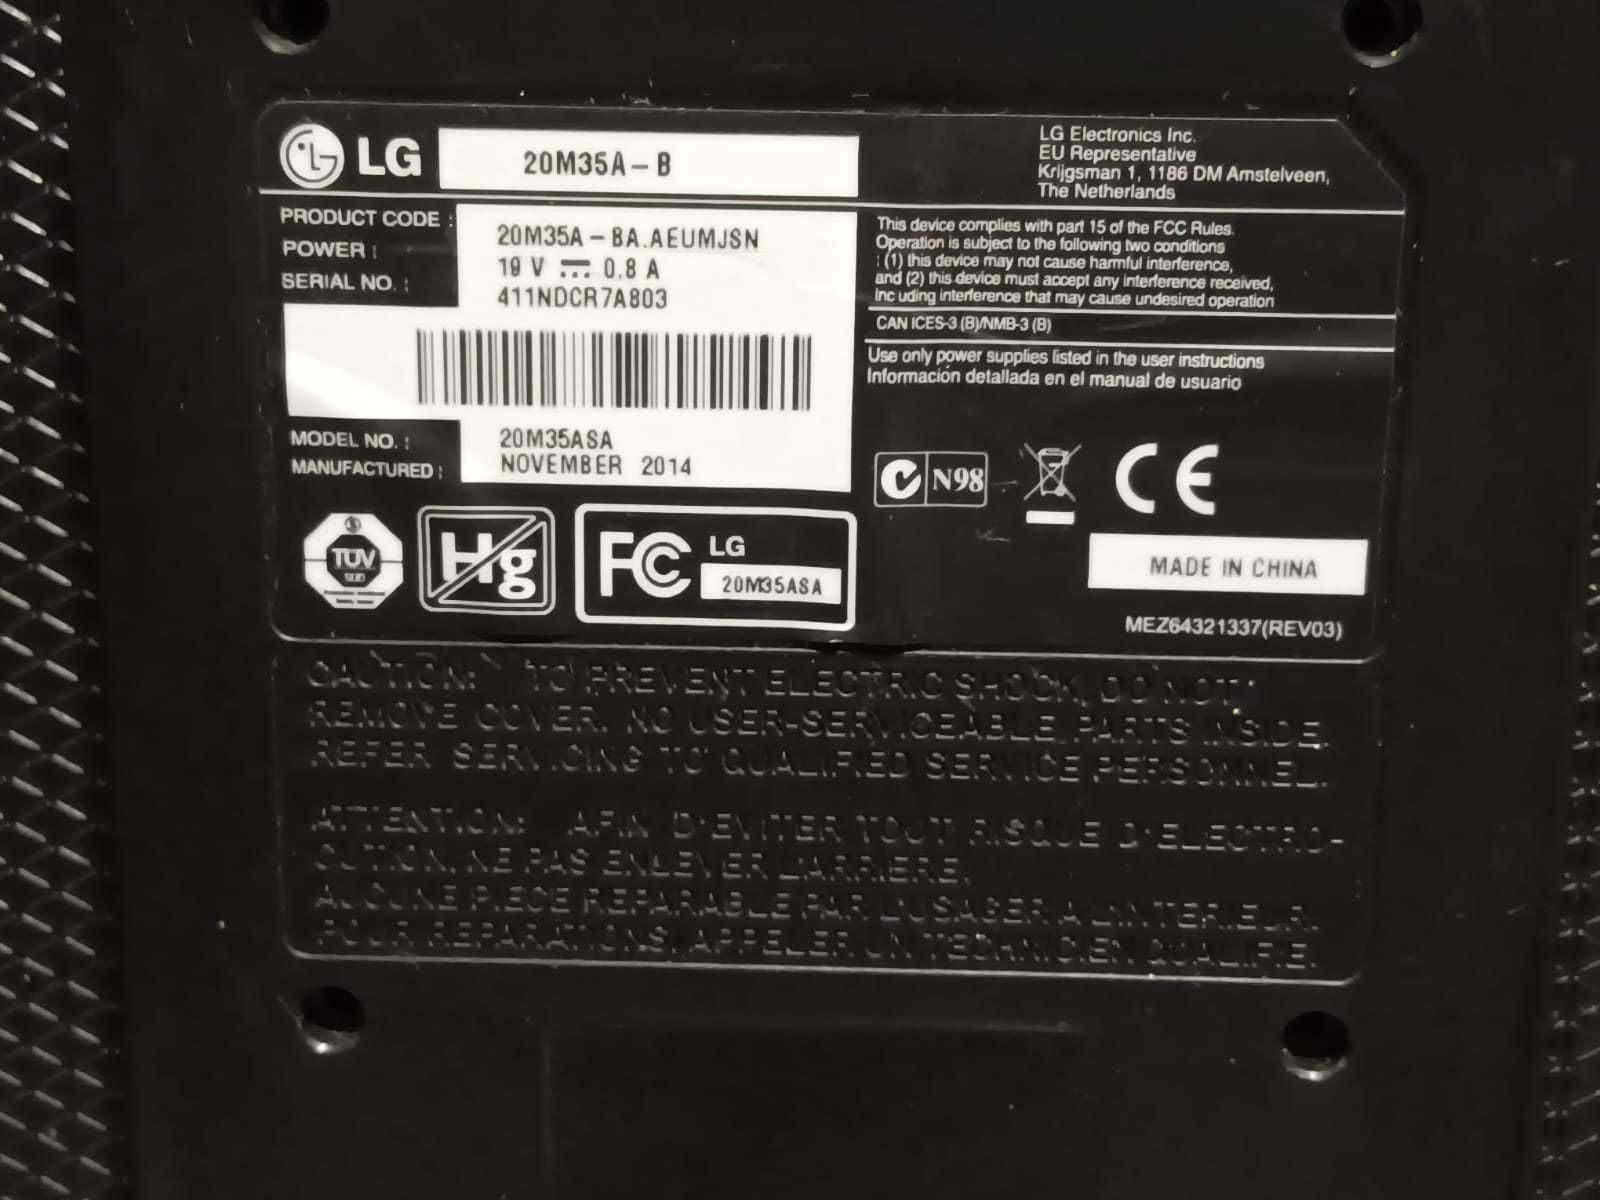 LG 20M35A-B
LG Electronics Inc.
EU Representative
Krijgsman 1, 1186 DM Amstelveen,
The Netherlands
PRODUCT CODE : 20M35A-BA.AEUMJSN
POWER : 19 V 0.8 A
SERIAL NO. : 411NDCR7A803
MODEL NO. : 20M35ASA
MANUFACTURED : NOVEMBER 2014
This device complies with part 15 of the FCC Rules.
Operation is subject to the following two conditions
: (1) this device may not cause harmful interference,
and (2) this device must accept any interference received,
Inc uding interference that may cause undesired operation
CAN ICES-3 (B)/NMB-3 (B)
Use only power supplies listed in the user instructions
Información detallada en el manual de usuario
N98
CE
TÜV
SÜD
Hg
FC LG
20M35ASA
MADE IN CHINA
MEZ64321337(REV03)
CAUTION: TO PREVENT ELECTRIC SHOCK, DO NOT
REMOVE COVER. NO USER-SERVICEABLE PARTS INSIDE.
REFER SERVICING TO QUALIFIED SERVICE PERSONNEL.
ATTENTION: AFIN D'EVITER TOUT RISQUE D'ELECTRO-
CUTION, NE PAS ENLEVER L'ARRIERE.
AUCUNE PIECE REPARABLE PAR L'USAGER A L'INTERIEUR.
POUR REPARATIONS, APPELER UN TECHNICIEN QUALIFIE.